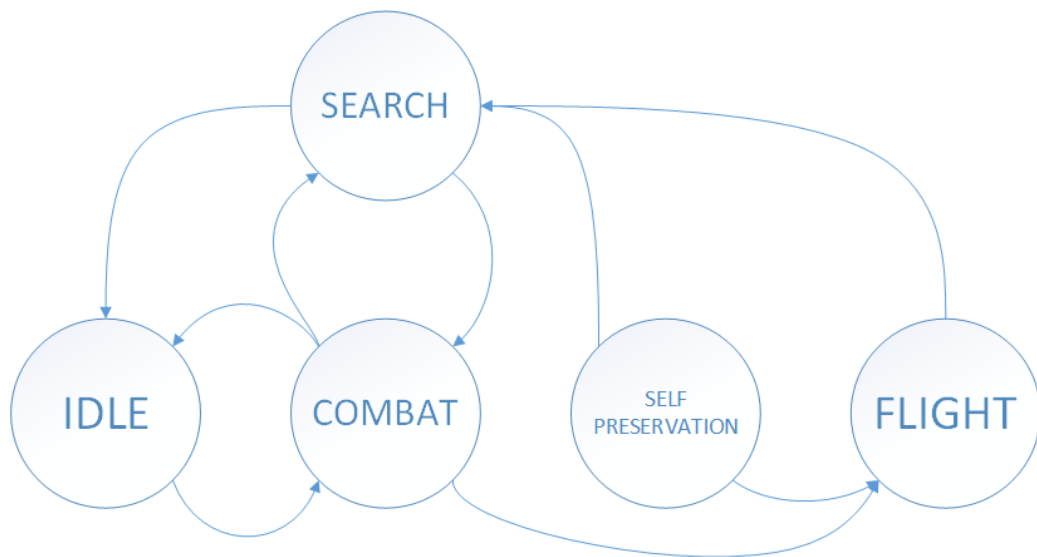 SEARCH
IDLE
COMBAT
SELF
PRESERVATION
FLIGHT